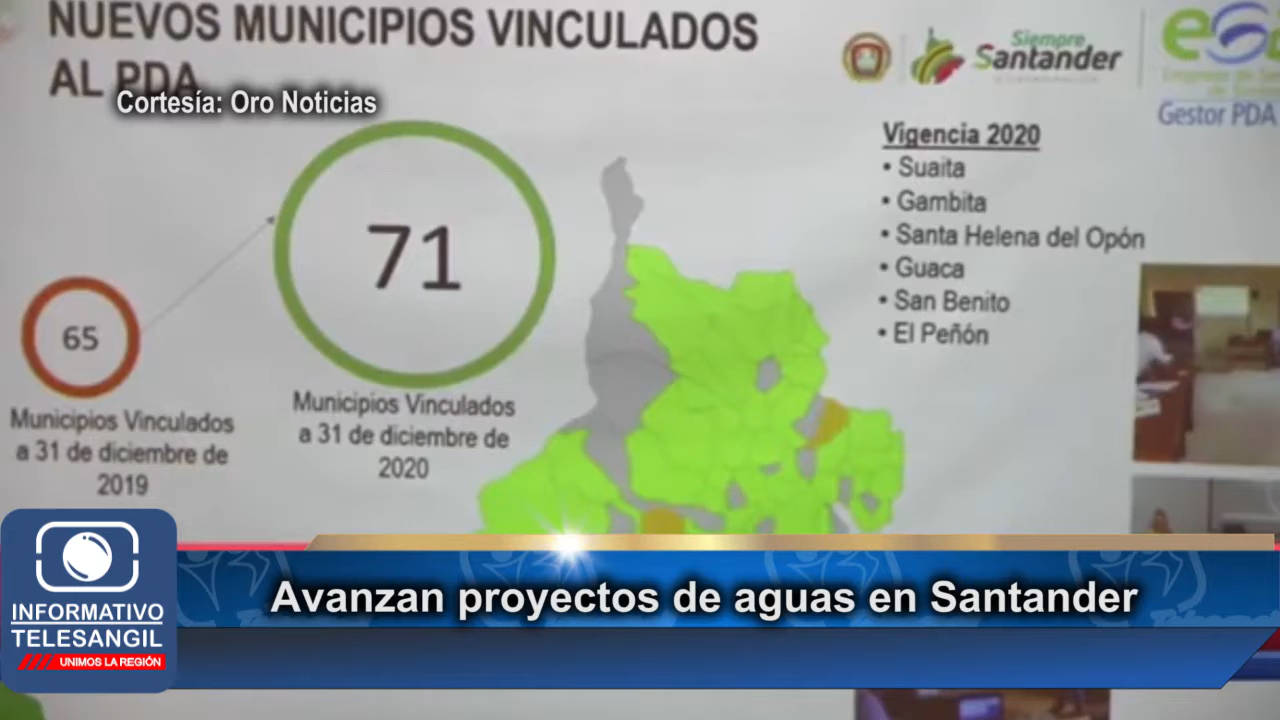 NUEVOS MUNICIPIOS VINCULADOS
AL PDA
Cortesía: Oro Noticias
Siempre
Santander
Gestor PDA
65
Municipios Vinculados
a 31 de diciembre de
2019
71
Municipios Vinculados
a 31 de diciembre de
2020
Vigencia 2020
• Suaita
• Gambita
• Santa Helena del Opón
• Guaca
• San Benito
• El Peñón
Avanzan proyectos de aguas en Santander
INFORMATIVO
TELESANGIL
UNIMOS LA REGIÓN